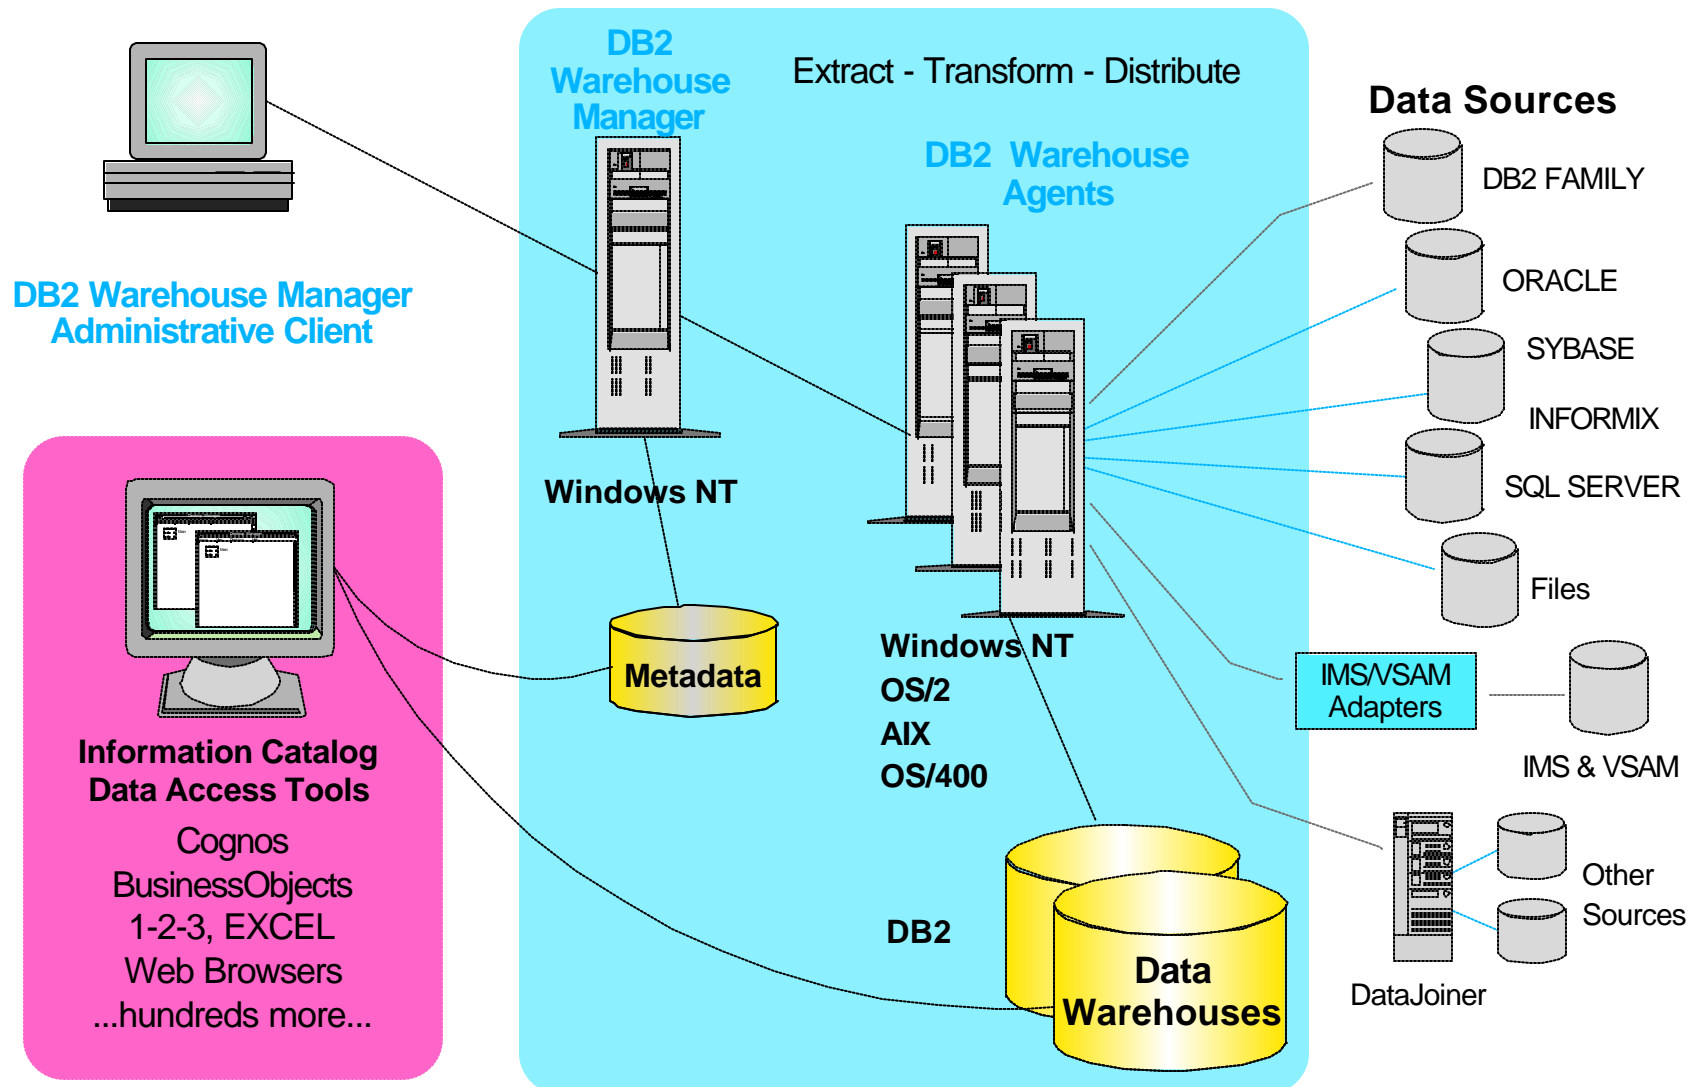 DB2
Warehouse
Manager
Extract - Transform - Distribute
DB2 Warehouse
Agents
Data Sources
DB2 FAMILY
ORACLE
SYBASE
INFORMIX
SQL SERVER
Files
DB2 Warehouse Manager
Administrative Client
Windows NT
Metadata
Windows NT
OS/2
AIX
OS/400
IMS/VSAM
Adapters
IMS & VSAM
Information Catalog
Data Access Tools
Cognos
BusinessObjects
1-2-3, EXCEL
Web Browsers
...hundreds more...
DB2
Data
Warehouses
Other
Sources
DataJoiner